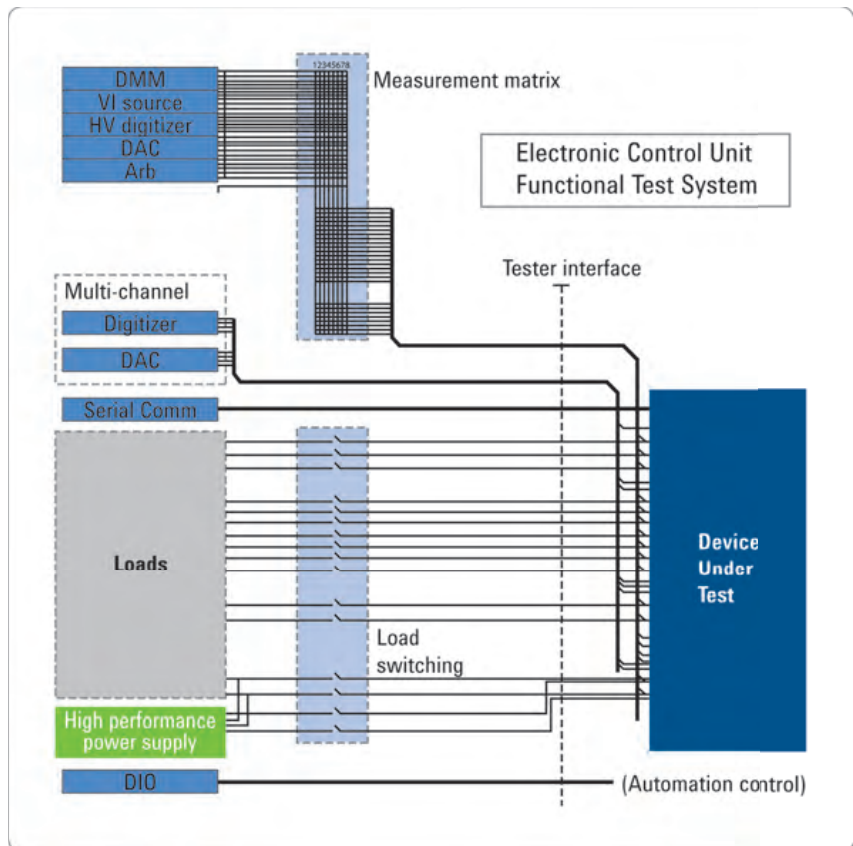 12345678
DMM
VI source
HV digitizer
DAC
Arb
Measurement matrix
Electronic Control Unit
Functional Test System
Tester interface
Multi-channel
Digitizer
DAC
Serial Comm
Loads
Load
switching
Device
Under
Test
High performance
power supply
DIO
(Automation control)